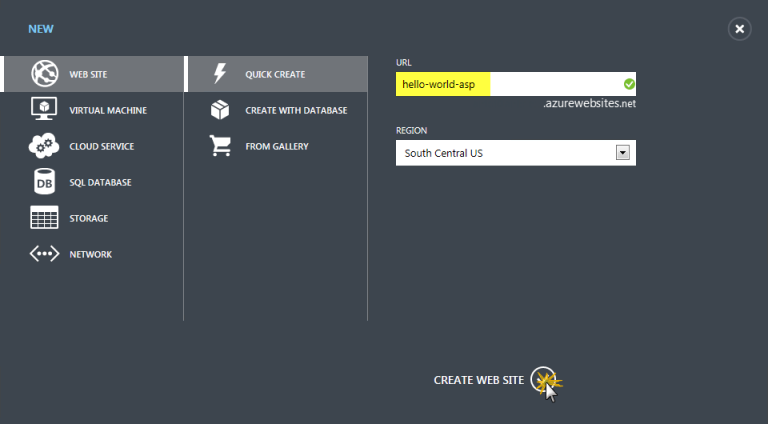 NEW
WEB SITE
VIRTUAL MACHINE
CLOUD SERVICE
DB
SQL DATABASE
STORAGE
NETWORK
QUICK CREATE
CREATE WITH DATABASE
FROM GALLERY
URL
hello-world-asp
.azurewebsites.net
REGION
South Central US
CREATE WEB SITE